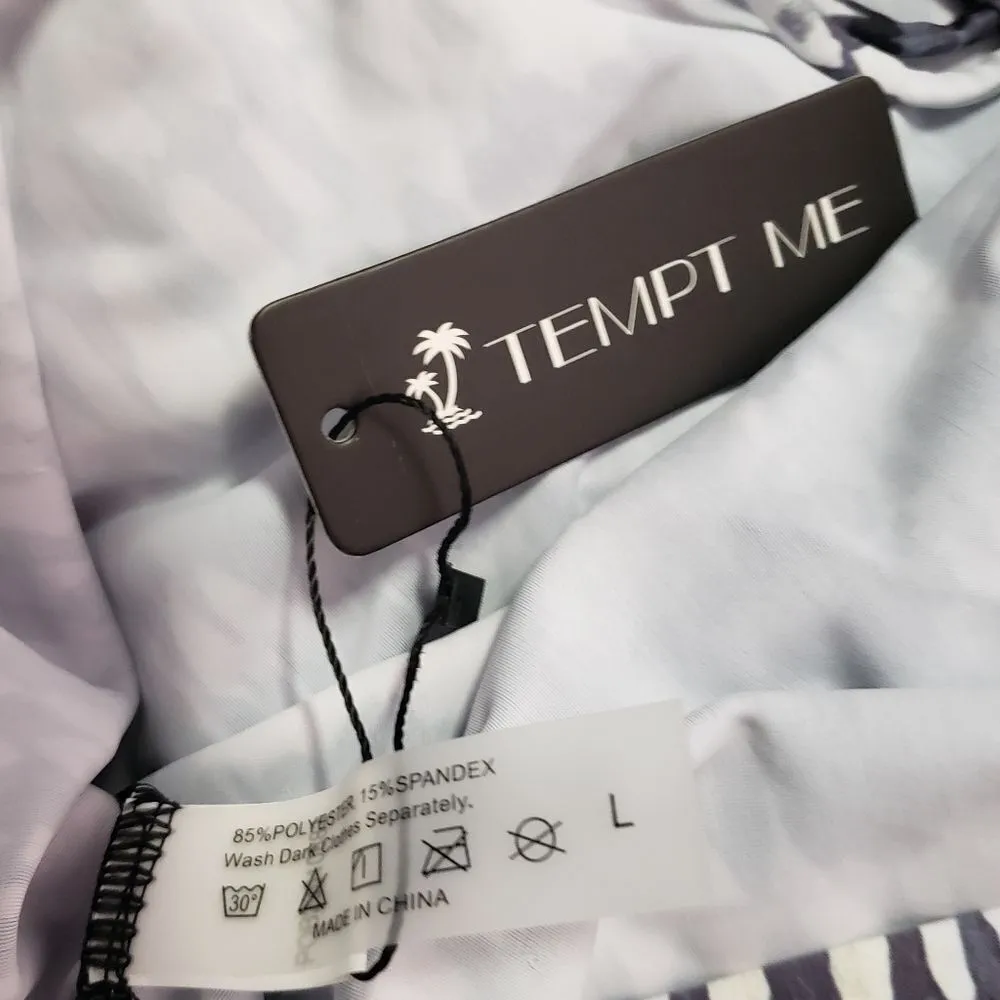 TEMPT ME
85%POLYESTER 15%SPANDEX
Wash Dark Clothes Separately.
30°
L
MADE IN CHINA